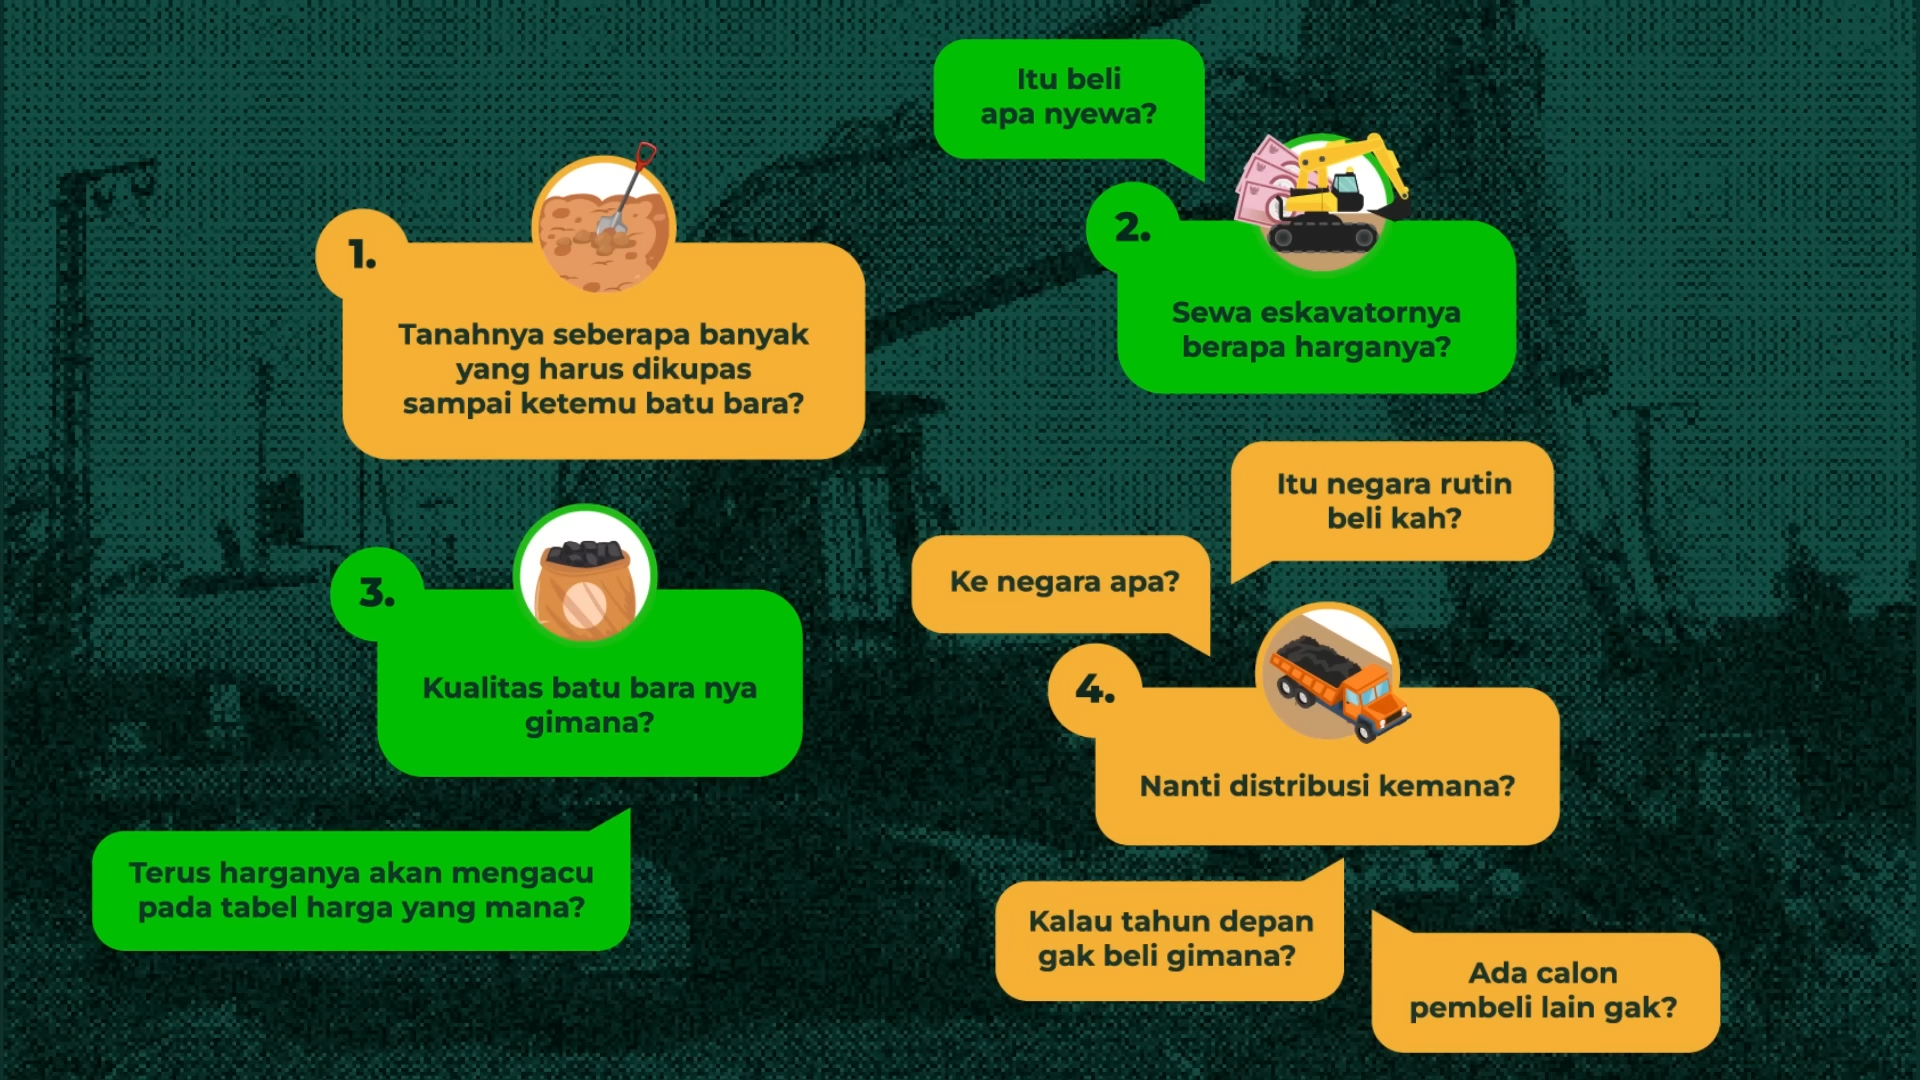 1.
Tanahnya seberapa banyak
yang harus dikupas
sampai ketemu batu bara?
Itu beli
apa nyewa?
2.
Sewa eskavatornya
berapa harganya?
3.
Kualitas batu bara nya
gimana?
Terus harganya akan mengacu
pada tabel harga yang mana?
Itu negara rutin
beli kah?
Ke negara apa?
4.
Nanti distribusi kemana?
Kalau tahun depan
gak beli gimana?
Ada calon
pembeli lain gak?